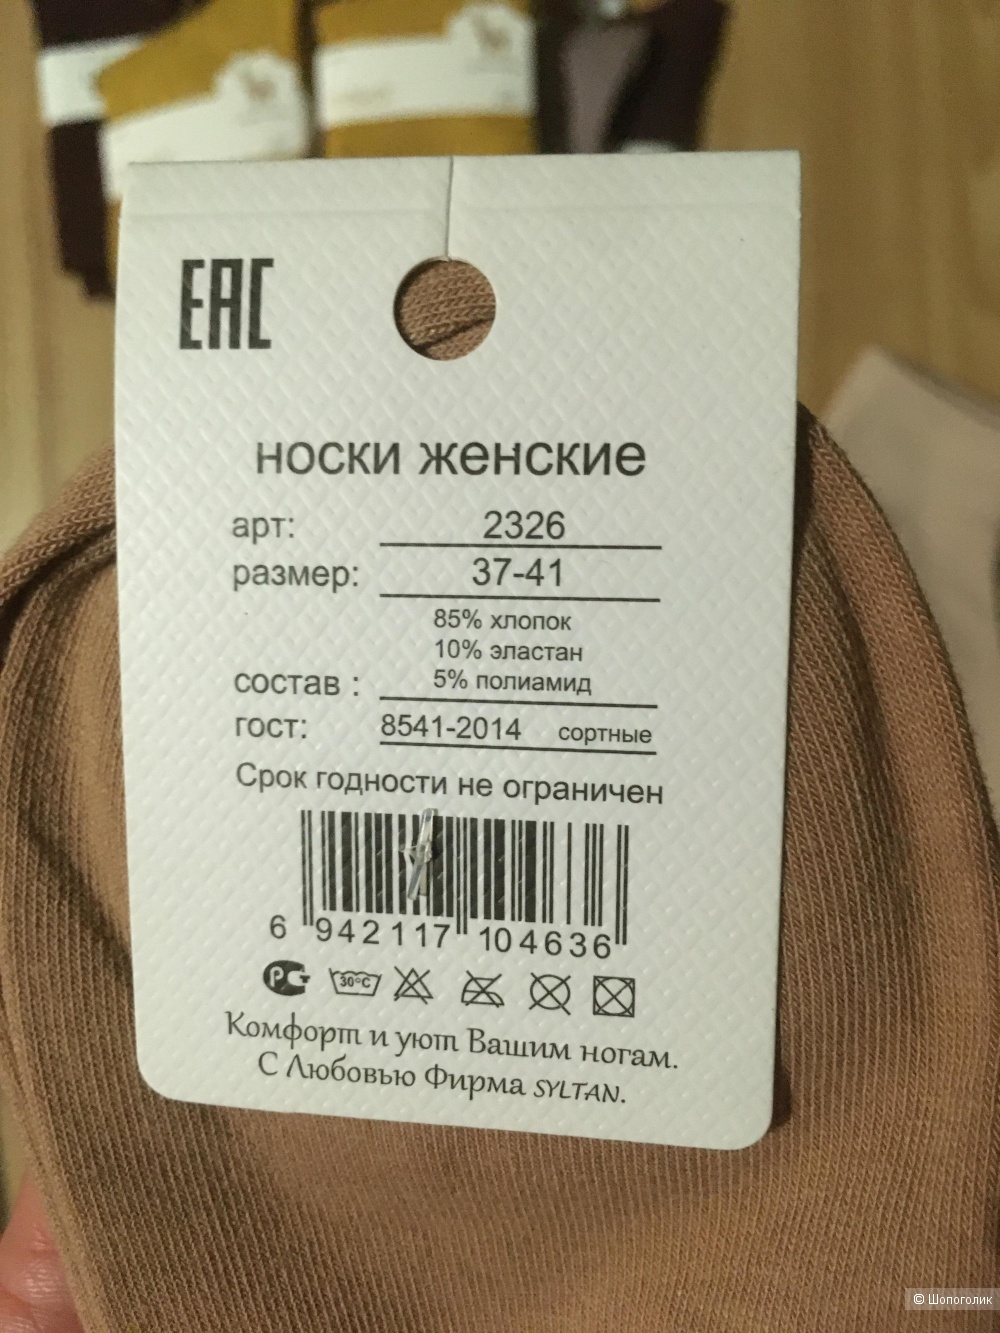 ЕАС
носки женские
арт: 2326
размер: 37-41
85% хлопок
10% эластан
состав : 5% полиамид
гост: 8541-2014 сортные
Срок годности не ограничен
6 942117 104636
РСТ 30°C
Комфорт и уют Вашим ногам.
С Любовью Фирма SYLTAN.
© Шопоголик